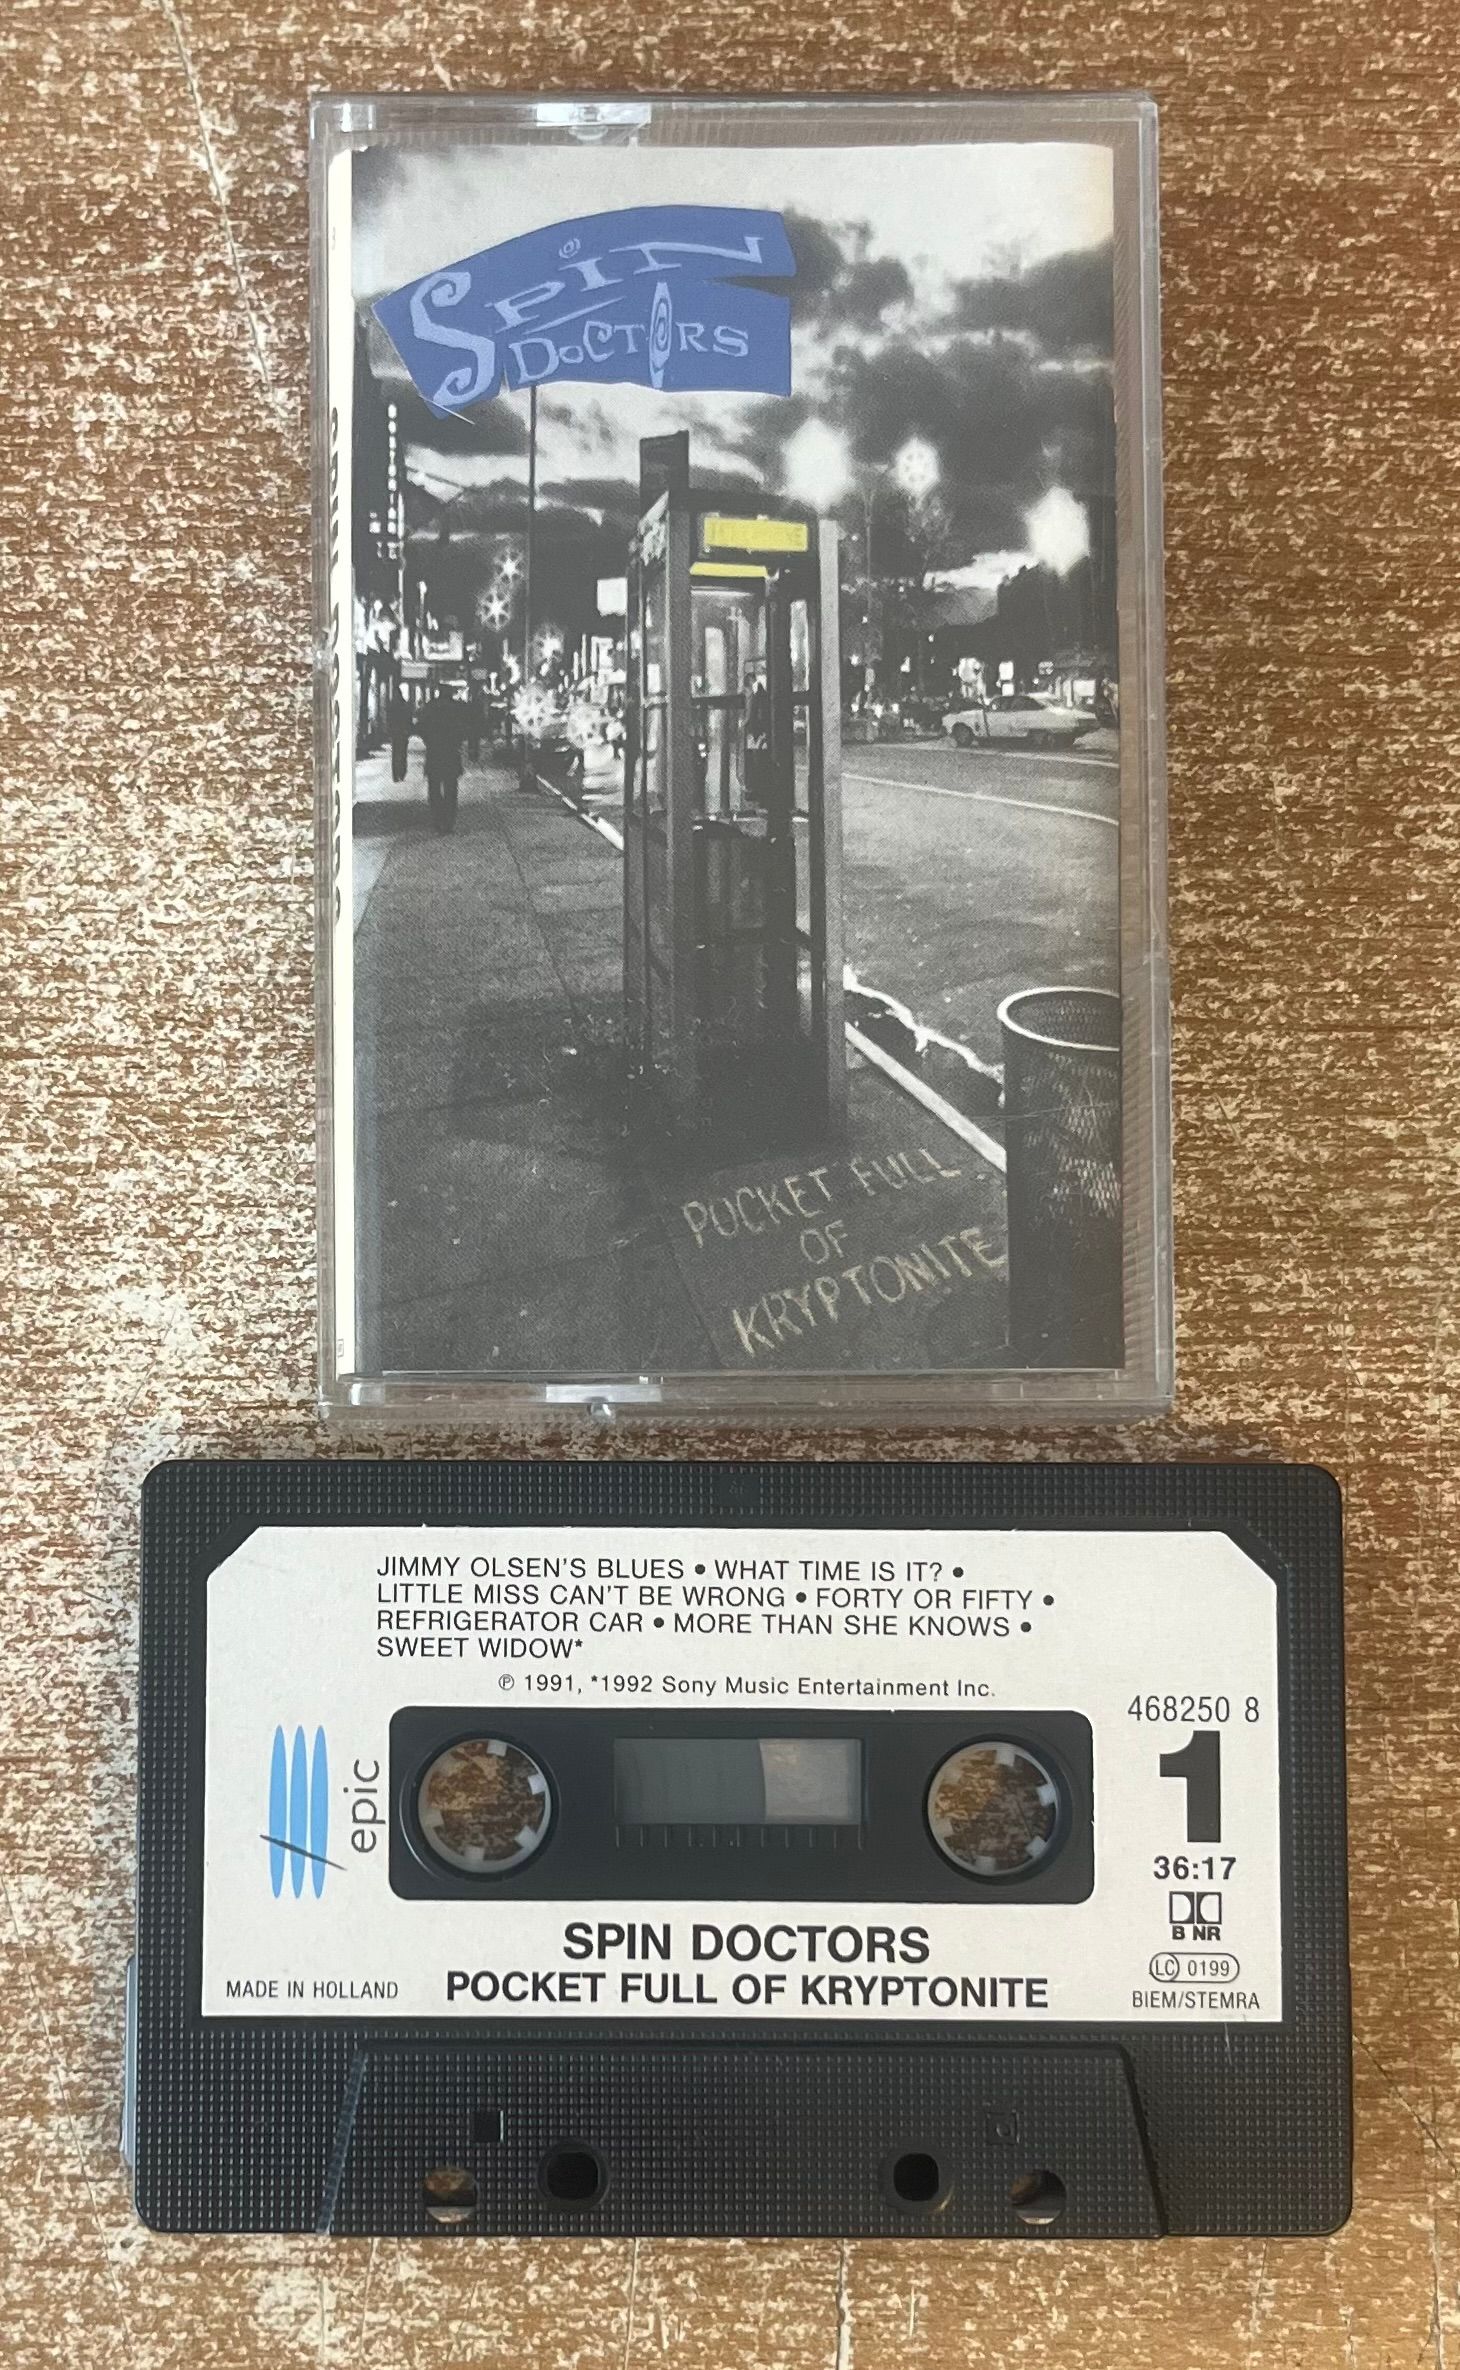 SPIN
DOCTORS
POCKET FULL
OF
KRYPTONITE
JIMMY OLSEN'S BLUES • WHAT TIME IS IT? •
LITTLE MISS CAN'T BE WRONG • FORTY OR FIFTY •
REFRIGERATOR CAR • MORE THAN SHE KNOWS •
SWEET WIDOW*
℗ 1991, *1992 Sony Music Entertainment Inc.
468250 8
1
epic
36:17
B NR
LC 0199
BIEM/STEMRA
SPIN DOCTORS
POCKET FULL OF KRYPTONITE
MADE IN HOLLAND